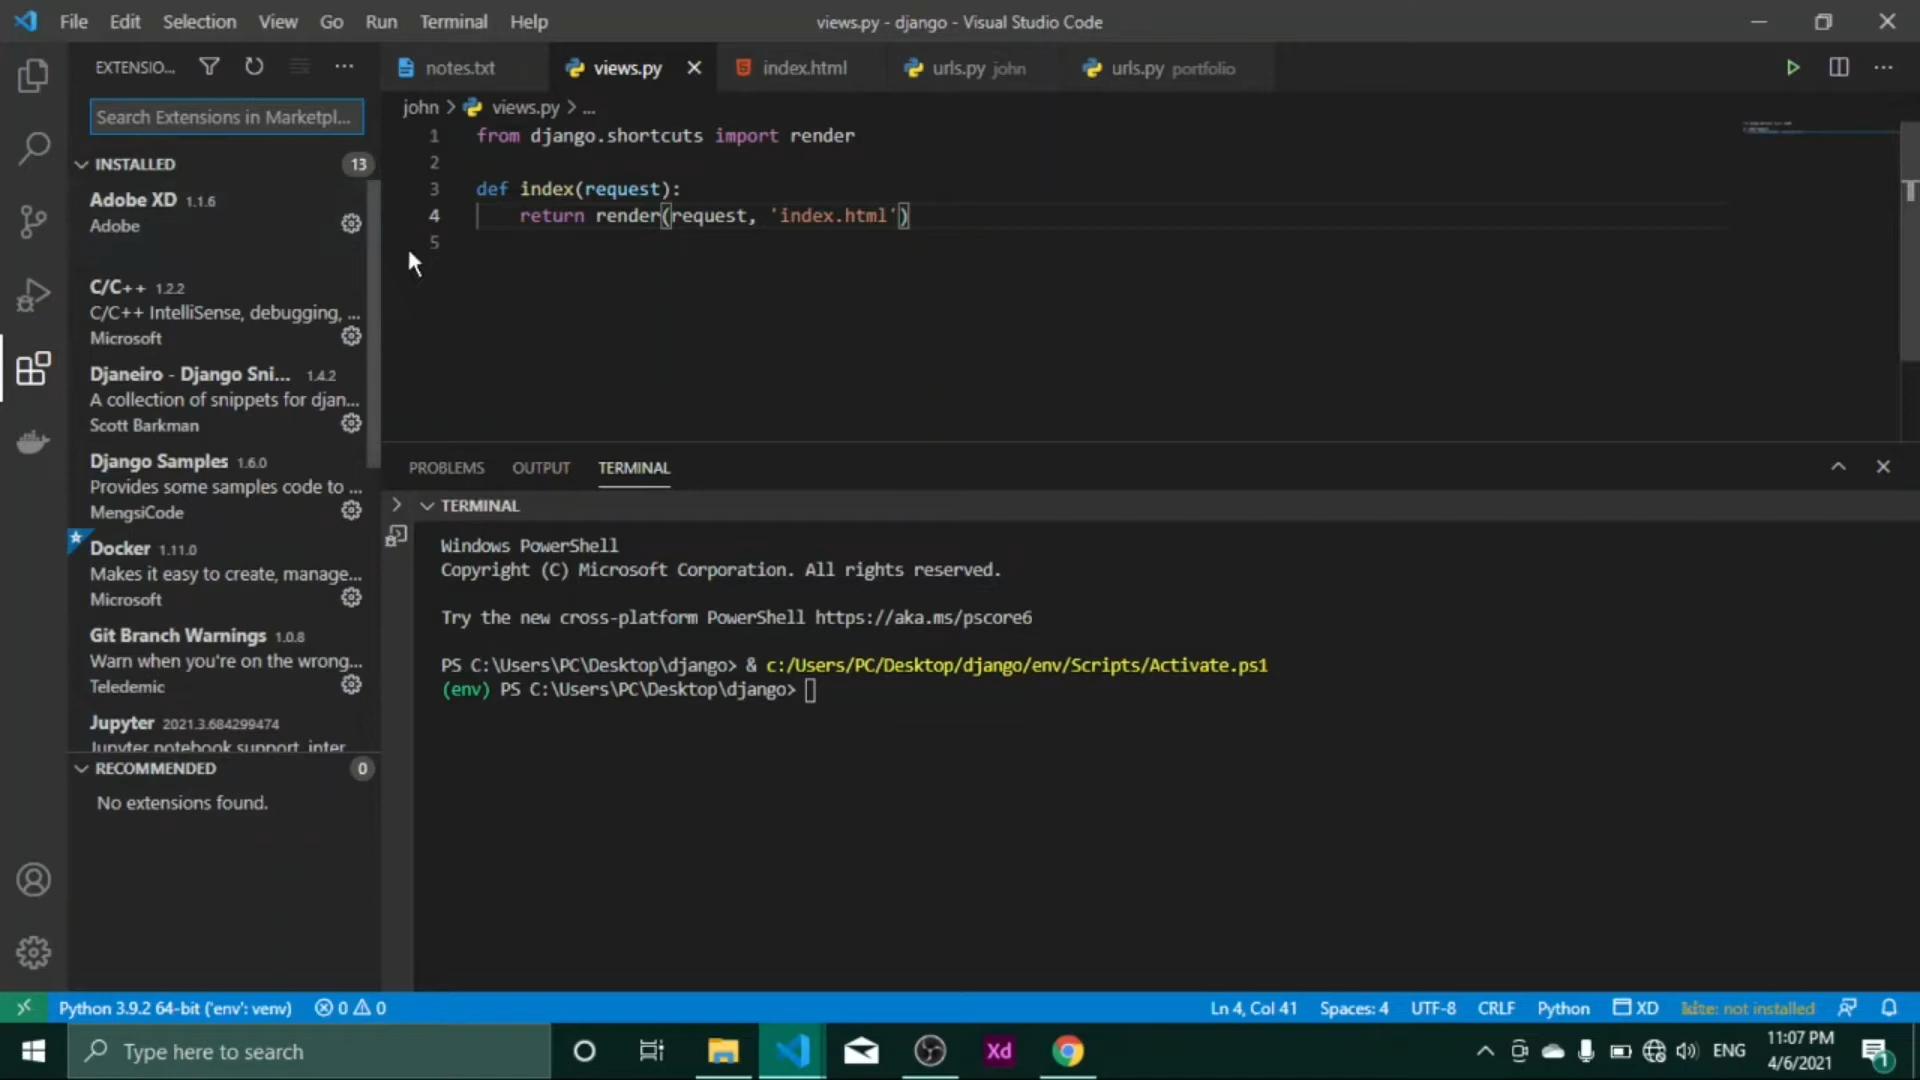 File Edit Selection View Go Run Terminal Help
views.py - django - Visual Studio Code
EXTENSIO...
Search Extensions in Marketpl...
INSTALLED 13
Adobe XD 1.1.6
Adobe
C/C++ 1.2.2
C/C++ IntelliSense, debugging, ...
Microsoft
Djaneiro - Django Sni... 1.4.2
A collection of snippets for djan...
Scott Barkman
Django Samples 1.6.0
Provides some samples code to ...
MengsiCode
Docker 1.11.0
Makes it easy to create, manage...
Microsoft
Git Branch Warnings 1.0.8
Warn when you're on the wrong...
Teledemic
Jupyter 2021.3.684299474
Jupyter notebook support, inter
RECOMMENDED 0
No extensions found.
notes.txt views.py index.html urls.py john urls.py portfolio
john > views.py > ...
1 from django.shortcuts import render
2
3 def index(request):
4 return render(request, 'index.html')
5
PROBLEMS OUTPUT TERMINAL
TERMINAL
Windows PowerShell
Copyright (C) Microsoft Corporation. All rights reserved.
Try the new cross-platform PowerShell https://aka.ms/pscore6
PS C:\Users\PC\Desktop\django> & c:/Users/PC/Desktop/django/env/Scripts/Activate.ps1
(env) PS C:\Users\PC\Desktop\django>
Python 3.9.2 64-bit ('env': venv) 0 0 Ln 4, Col 41 Spaces: 4 UTF-8 CRLF Python XD kite: not installed
Type here to search
Xd
ENG
11:07 PM
4/6/2021
1